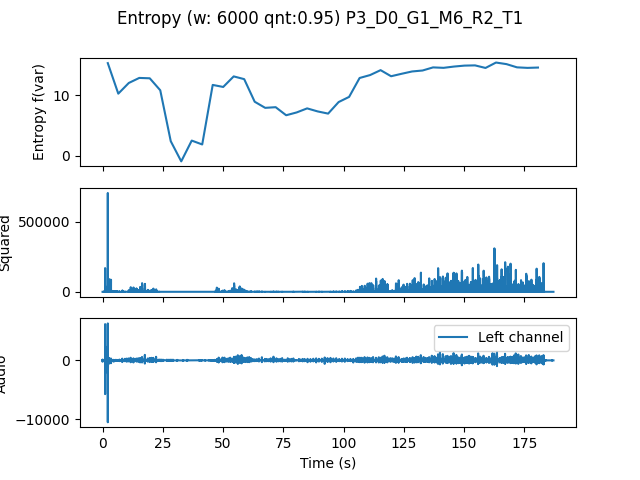 Entropy (w: 6000 qnt:0.95) P3_D0_G1_M6_R2_T1
Entropy f(var)
10
0
Squared
500000
0
Audio
0
−10000
Left channel
0 25 50 75 100 125 150 175
Time (s)